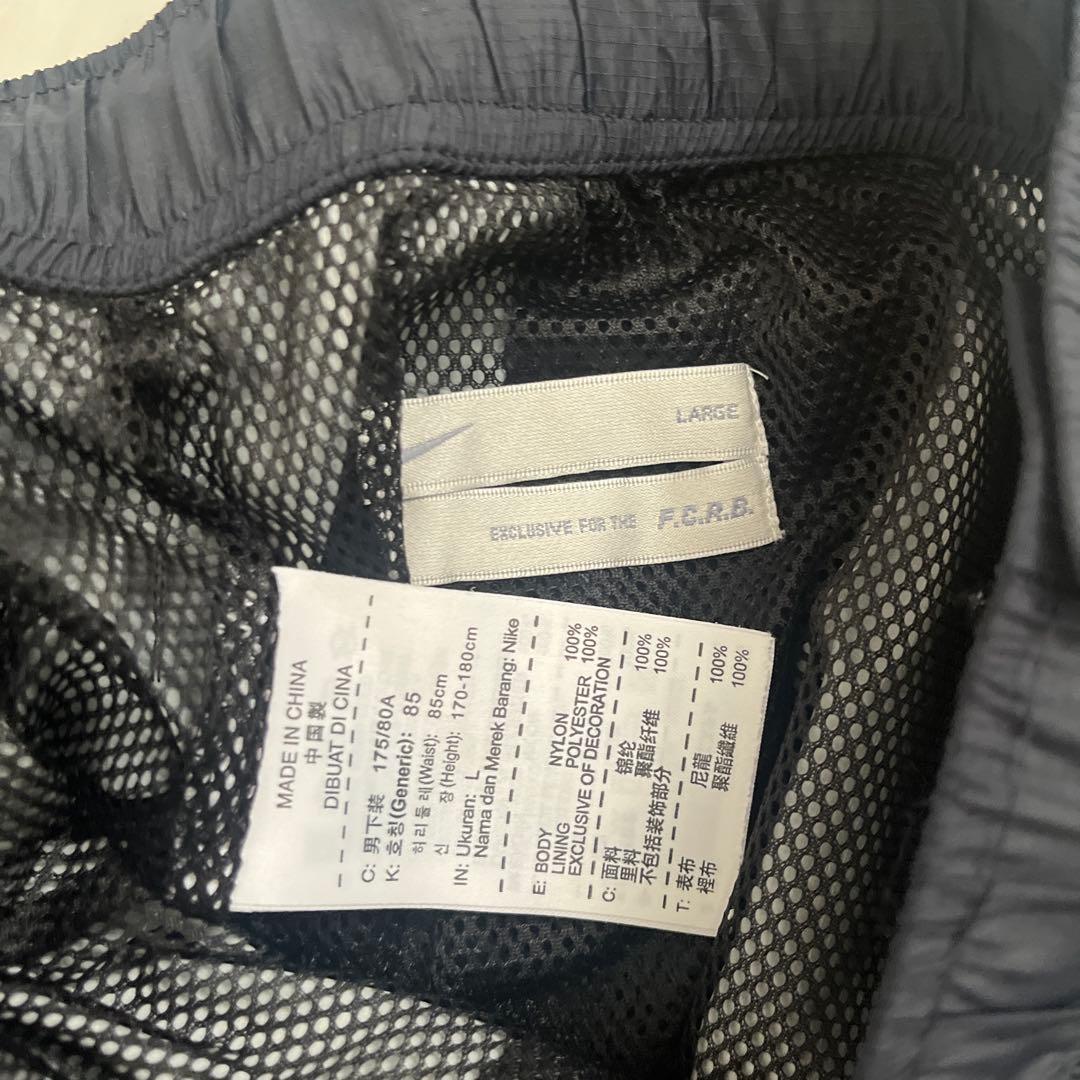 LARGE
EXCLUSIVE FOR THE F.C.R.B.
MADE IN CHINA
中国製
DIBUAT DI CINA
C: 男下装 175/80A
K: 호칭(Generic): 85
허리둘레(Waist): 85cm
신 장(Height): 170-180cm
IN: Ukuran: L
Nama dan Merek Barang: Nike
E: BODY NYLON 100%
LINING POLYESTER 100%
EXCLUSIVE OF DECORATION
C: 面料 锦纶 100%
里料 聚酯纤维 100%
不包括装饰部分
T: 表布 尼龍 100%
裡布 聚酯纖維 100%